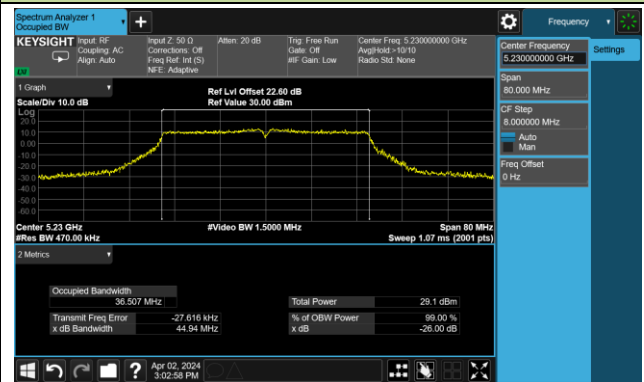 Spectrum Analyzer 1
Occupied BW
Frequency
KEYSIGHT
Input: RF
Coupling: AC
Align: Auto
Input Z: 50 Ω
Corrections: Off
Freq Ref: Int (S)
NFE: Adaptive
Atten: 20 dB
Trig: Free Run
Gate: Off
#IF Gain: Low
Center Freq: 5.230000000 GHz
Avg|Hold:>10/10
Radio Std: None
LW
Center Frequency
5.230000000 GHz
Settings
Span
80.000 MHz
CF Step
8.000000 MHz
Auto
Man
Freq Offset
0 Hz
1 Graph
Scale/Div 10.0 dB
Ref Lvl Offset 22.60 dB
Ref Value 30.00 dBm
Log
20.0
10.0
0.00
-10.0
-20.0
-30.0
-40.0
-50.0
-60.0
Center 5.23 GHz
#Res BW 470.00 kHz
#Video BW 1.5000 MHz
Span 80 MHz
Sweep 1.07 ms (2001 pts)
2 Metrics
Occupied Bandwidth
36.507 MHz
Total Power 29.1 dBm
Transmit Freq Error -27.616 kHz
% of OBW Power 99.00 %
x dB Bandwidth 44.94 MHz
x dB -26.00 dB
?
Apr 02, 2024
3:02:58 PM